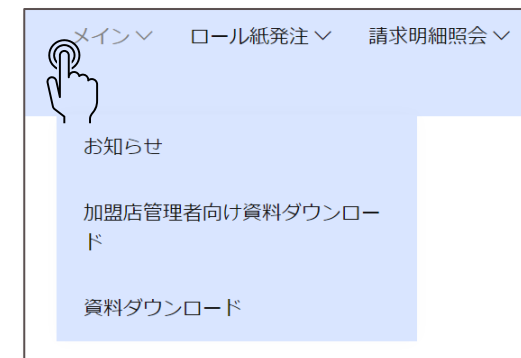 メイン ロール紙発注 請求明細照会
お知らせ
加盟店管理者向け資料ダウンロー
ド
資料ダウンロード